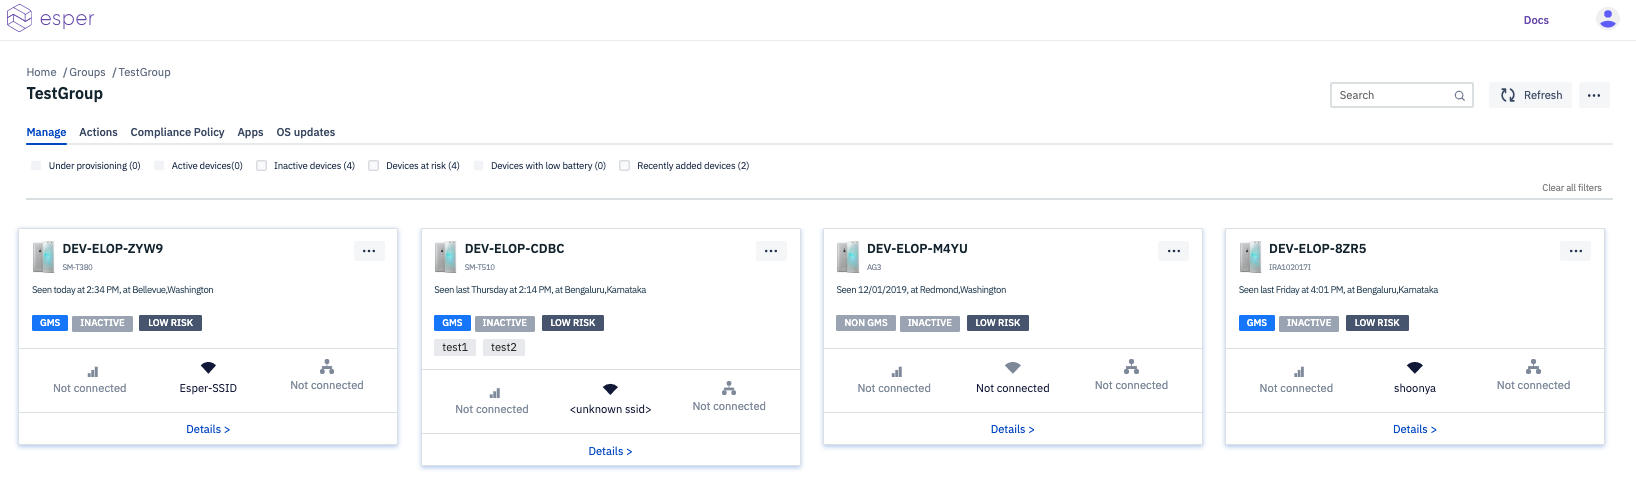 esper
Docs
Home / Groups / TestGroup
TestGroup
Search
Refresh
Manage Actions Compliance Policy Apps OS updates
Under provisioning (0) Active devices(0) Inactive devices (4) Devices at risk (4) Devices with low battery (0) Recently added devices (2)
Clear all filters
DEV-ELOP-ZYW9
SM-T380
Seen today at 2:34 PM, at Bellevue,Washington
GMS INACTIVE LOW RISK
Not connected Esper-SSID Not connected
Details >
DEV-ELOP-CDBC
SM-T510
Seen last Thursday at 2:14 PM, at Bengaluru,Karnataka
GMS INACTIVE LOW RISK
test1 test2
Not connected <unknown ssid> Not connected
Details >
DEV-ELOP-M4YU
AG3
Seen 12/01/2019, at Redmond,Washington
NON GMS INACTIVE LOW RISK
Not connected Not connected Not connected
Details >
DEV-ELOP-8ZR5
IRA102017I
Seen last Friday at 4:01 PM, at Bengaluru,Karnataka
GMS INACTIVE LOW RISK
Not connected shoonya Not connected
Details >